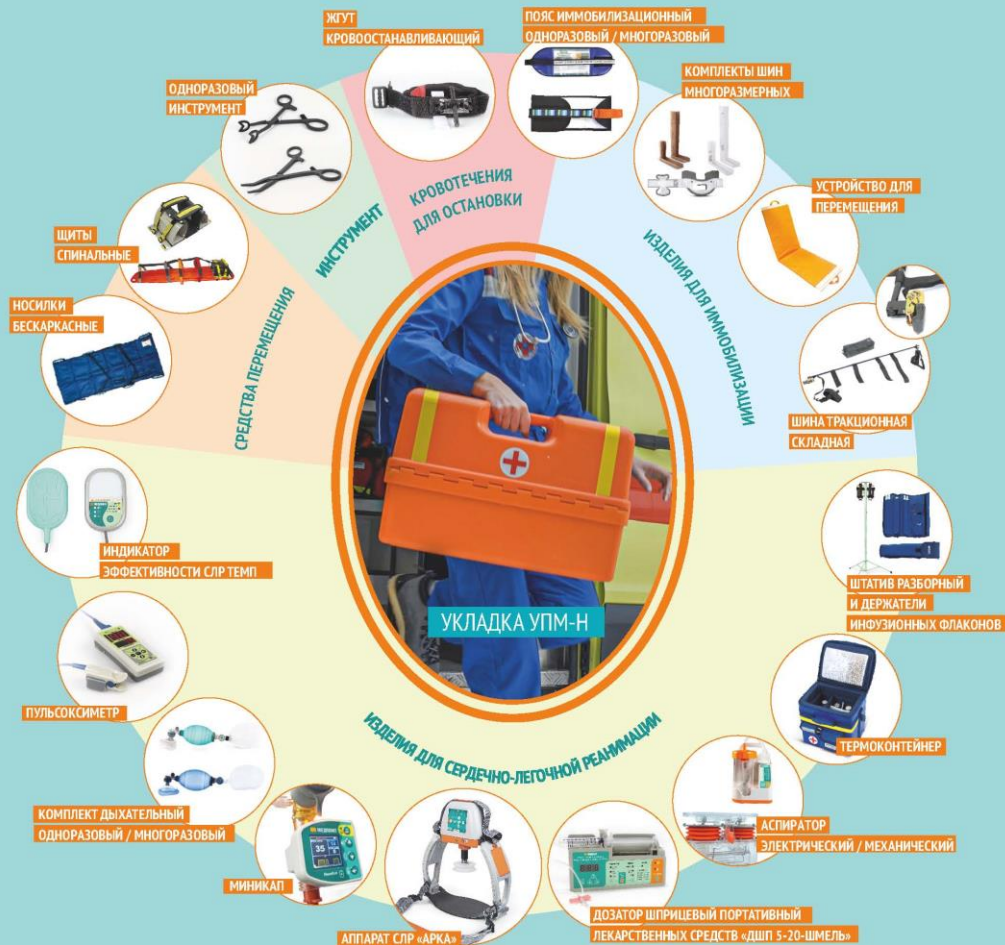 ЖГУТ
КРОВООСТАНАВЛИВАЮЩИЙ
ПОЯС ИММОБИЛИЗАЦИОННЫЙ
ОДНОРАЗОВЫЙ / МНОГОРАЗОВЫЙ
ОДНОРАЗОВЫЙ
ИНСТРУМЕНТ
КОМПЛЕКТЫ ШИН
МНОГОРАЗМЕРНЫХ
КРОВОТЕЧЕНИЯ
ДЛЯ ОСТАНОВКИ
УСТРОЙСТВО ДЛЯ
ПЕРЕМЕЩЕНИЯ
ЩИТЫ
СПИНАЛЬНЫЕ
ИНСТРУМЕНТ
ИЗДЕЛИЯ ДЛЯ ИММОБИЛИЗАЦИИ
НОСИЛКИ
БЕСКАРКАСНЫЕ
СРЕДСТВА ПЕРЕМЕЩЕНИЯ
ШИНА ТРАКЦИОННАЯ
СКЛАДНАЯ
ИНДИКАТОР
ЭФФЕКТИВНОСТИ СЛР ТЕМП
ШТАТИВ РАЗБОРНЫЙ
И ДЕРЖАТЕЛИ
ИНФУЗИОННЫХ ФЛАКОНОВ
УКЛАДКА УПМ-Н
ПУЛЬСОКСИМЕТР
ТЕРМОКОНТЕЙНЕР
ИЗДЕЛИЯ ДЛЯ СЕРДЕЧНО-ЛЕГОЧНОЙ РЕАНИМАЦИИ
КОМПЛЕКТ ДЫХАТЕЛЬНЫЙ
ОДНОРАЗОВЫЙ / МНОГОРАЗОВЫЙ
АСПИРАТОР
ЭЛЕКТРИЧЕСКИЙ / МЕХАНИЧЕСКИЙ
35
МИНИКАП
АППАРАТ СЛР «АРКА»
ДОЗАТОР ШПРИЦЕВЫЙ ПОРТАТИВНЫЙ
ЛЕКАРСТВЕННЫХ СРЕДСТВ «ДШП 5-20-ШМЕЛЬ»